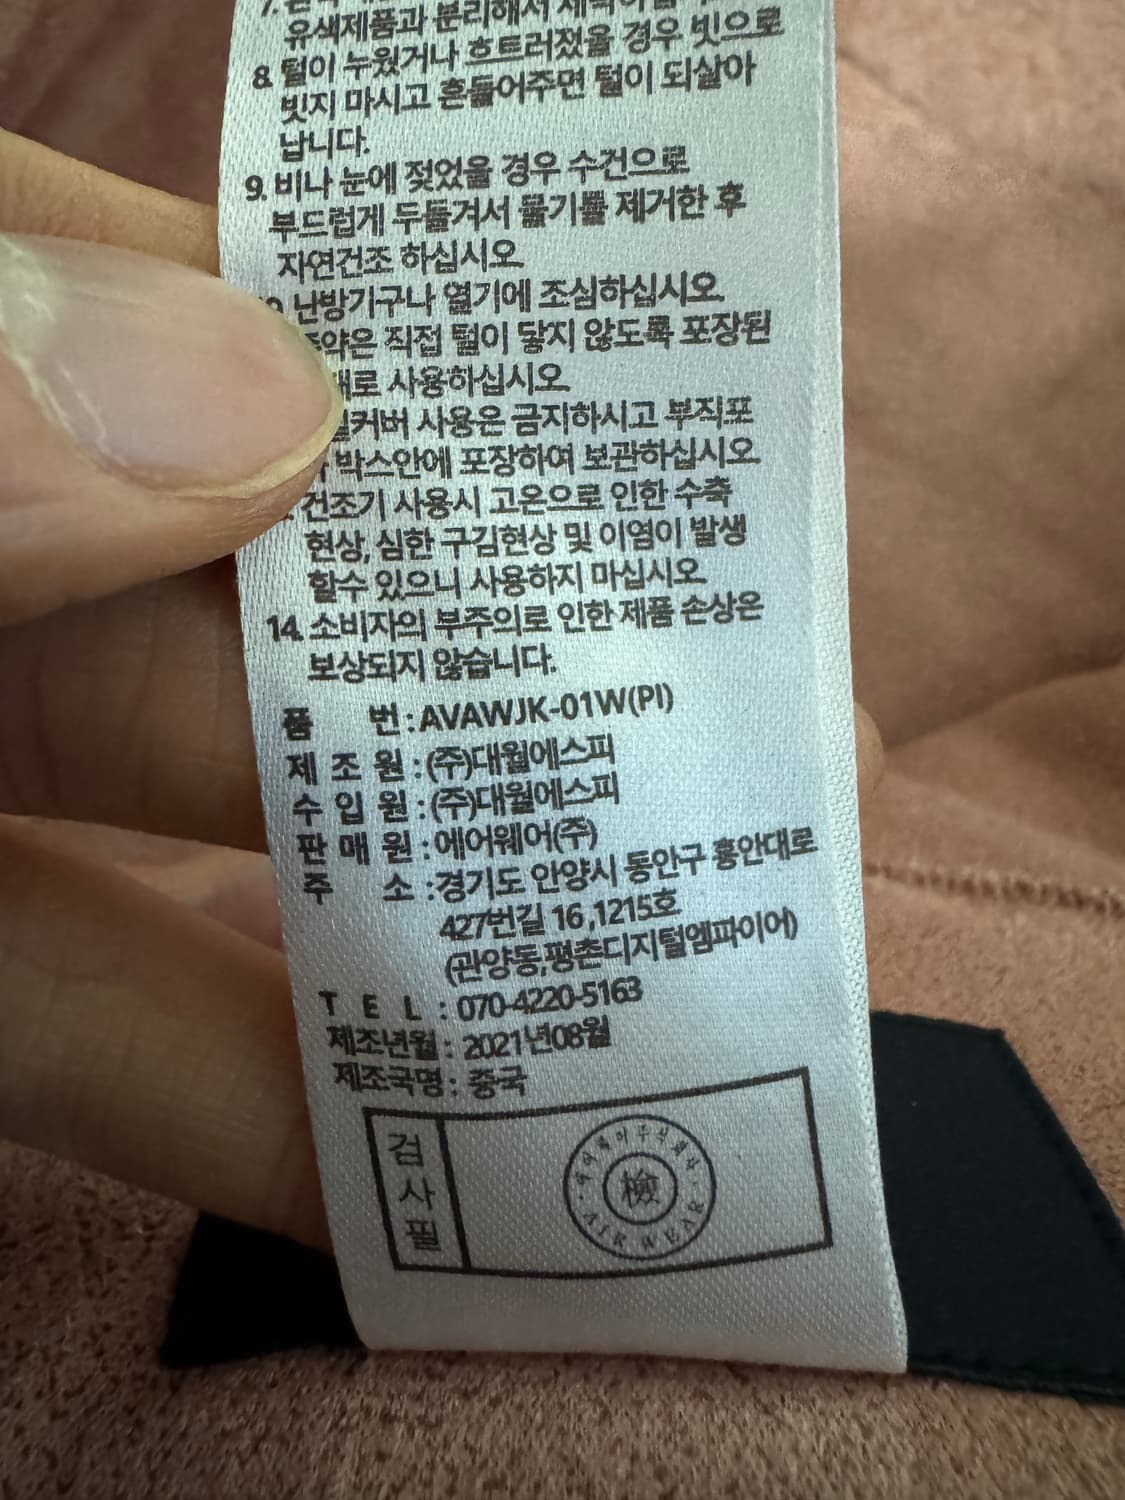 유색제품과 분리해서
8. 털이 누웠거나 흐트러졌을 경우 빗으로
빗지 마시고 흔들어주면 털이 되살아
납니다.
9. 비나 눈에 젖었을 경우 수건으로
부드럽게 두들겨서 물기를 제거한 후
자연건조 하십시오
난방기구나 열기에 조심하십시오
직접 털이 닿지 않도록 포장된
사용하십시오
사용은 금지하시고 부직포
박스안에 포장하여 보관하십시오
건조기 사용시 고온으로 인한 수축
현상, 심한 구김현상 및 이염이 발생
할수 있으니 사용하지 마십시오
14. 소비자의 부주의로 인한 제품 손상은
보상되지 않습니다.
품 번 : AVAWJK-01W(PI)
제 조 원 : (주)대월에스피
수 입 원 : (주)대월에스피
판 매 원 : 에어웨어(주)
주 소 : 경기도 안양시 동안구 흥안대로
427번길 16,1215호
(관양동,평촌디지털엠파이어)
T E L : 070-4220-5163
제조년월 : 2021년08월
제조국명 : 중국
검사필
에어웨어주식회사
檢
AIR WEAR